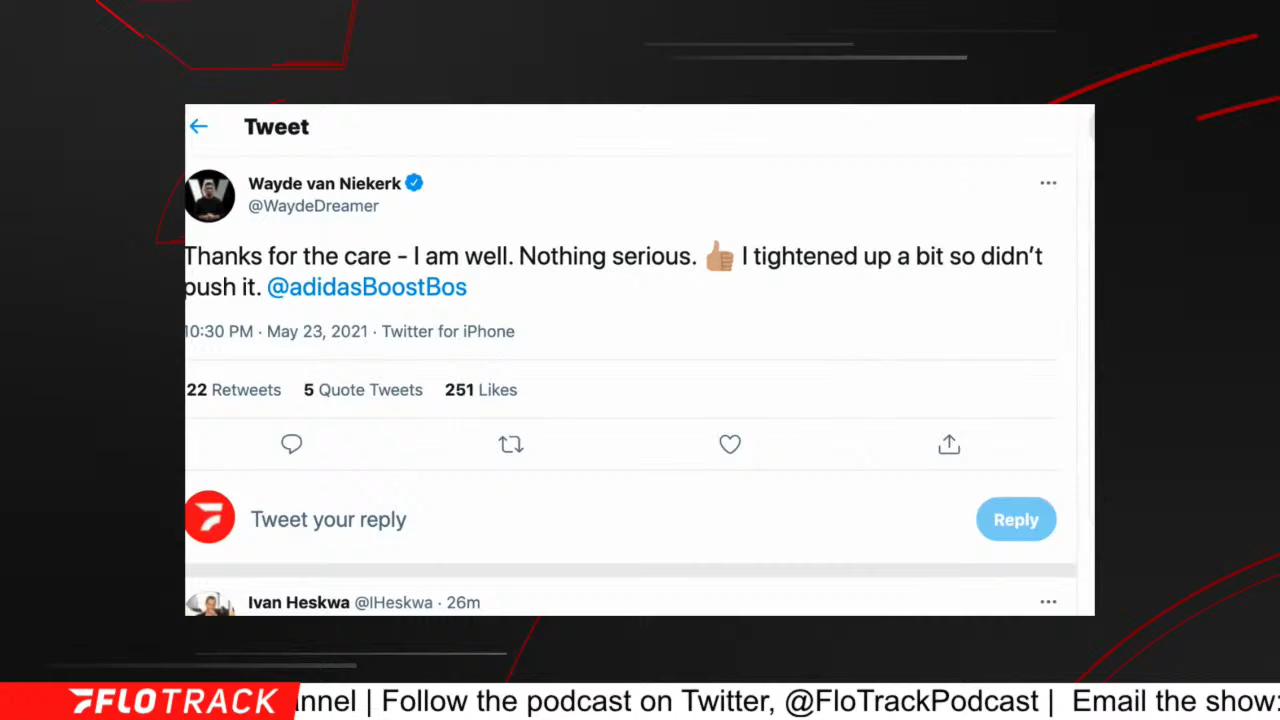 Tweet
Wayde van Niekerk
@WaydeDreamer
Thanks for the care - I am well. Nothing serious. 👍🏽 I tightened up a bit so didn't
push it. @adidasBoostBos
10:30 PM · May 23, 2021 · Twitter for iPhone
22 Retweets 5 Quote Tweets 251 Likes
Tweet your reply
Reply
Ivan Heskwa @IHeskwa · 26m
FLOTRACK
nnel | Follow the podcast on Twitter, @FloTrackPodcast | Email the show: